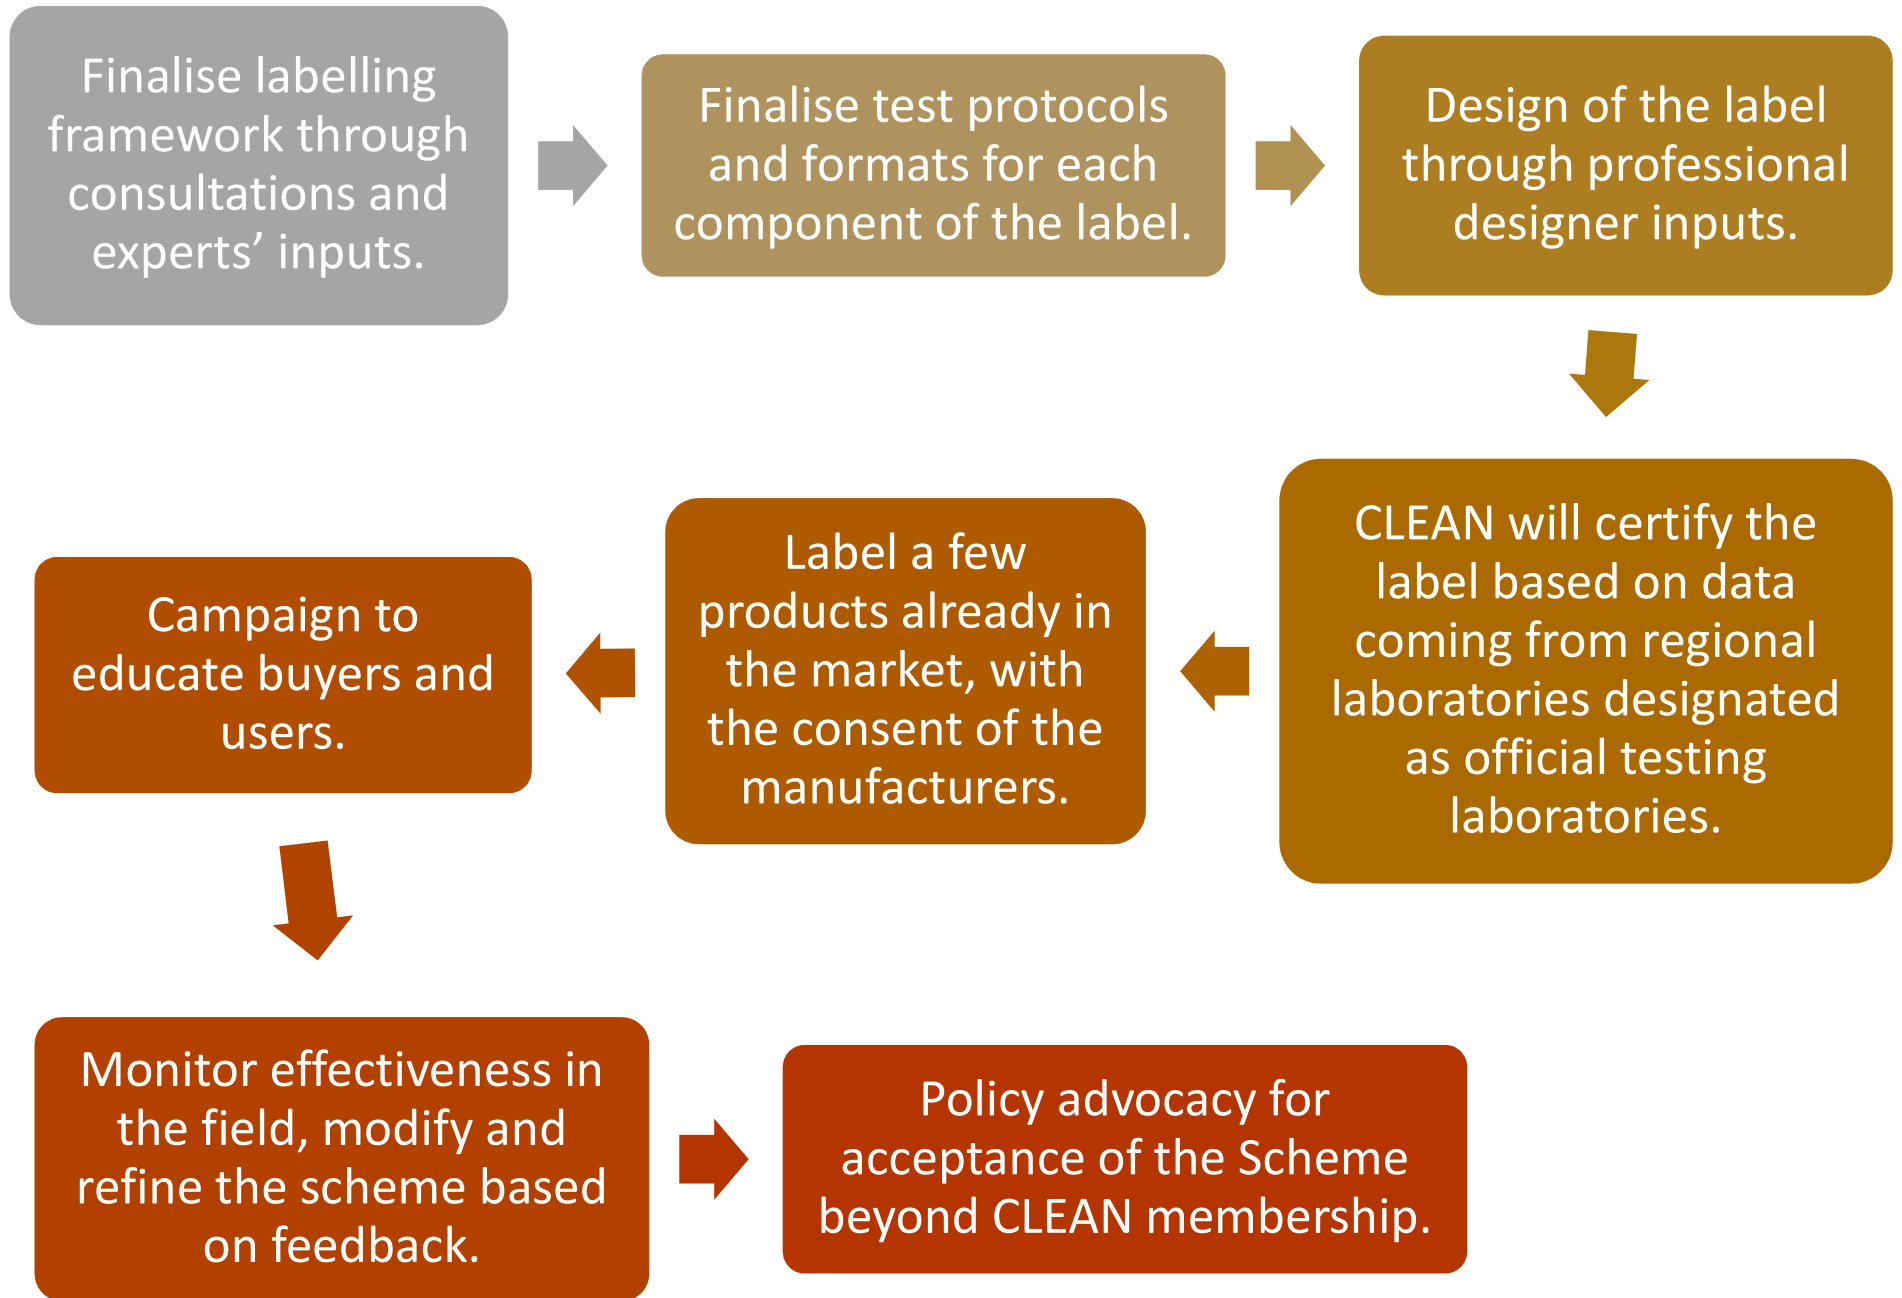 Finalise labelling
framework through
consultations and
experts’ inputs.
Finalise test protocols
and formats for each
component of the label.
Design of the label
through professional
designer inputs.
CLEAN will certify the
label based on data
coming from regional
laboratories designated
as official testing
laboratories.
Label a few
products already in
the market, with
the consent of the
manufacturers.
Campaign to
educate buyers and
users.
Monitor effectiveness in
the field, modify and
refine the scheme based
on feedback.
Policy advocacy for
acceptance of the Scheme
beyond CLEAN membership.